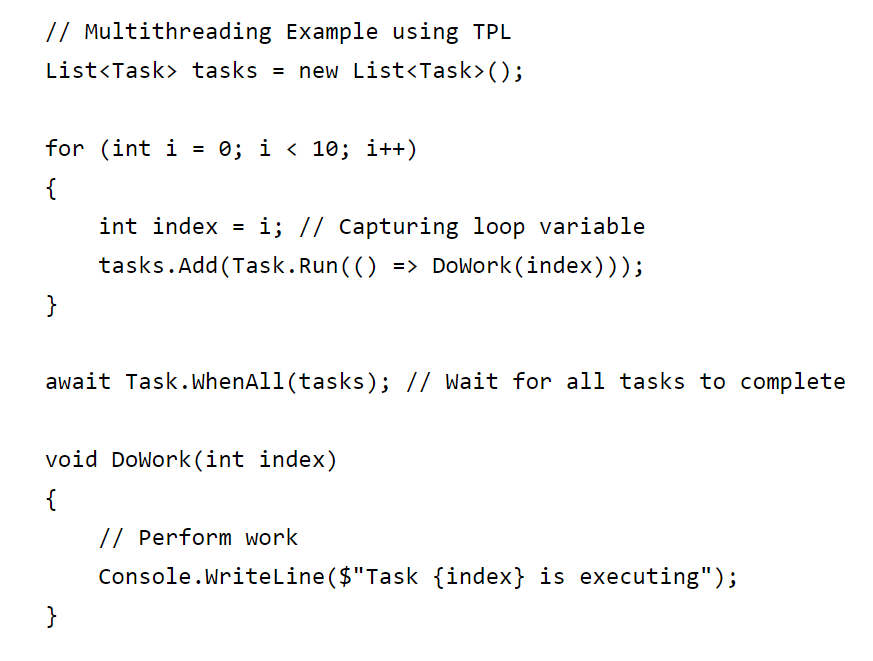 // Multithreading Example using TPL
List<Task> tasks = new List<Task>();
for (int i = 0; i < 10; i++)
{
    int index = i; // Capturing loop variable
    tasks.Add(Task.Run(() => DoWork(index)));
}
await Task.WhenAll(tasks); // Wait for all tasks to complete
void DoWork(int index)
{
    // Perform work
    Console.WriteLine($"Task {index} is executing");
}